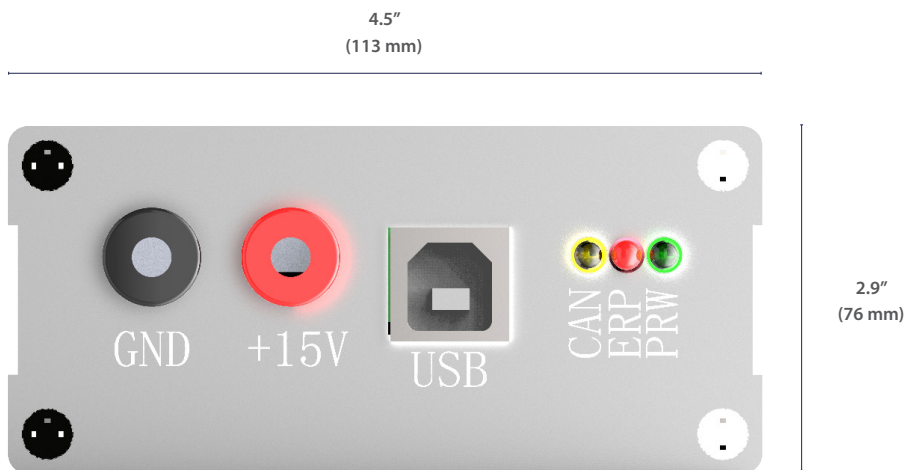 4.5”
(113 mm)
2.9”
(76 mm)
GND
+15V
USB
CAN
ERP
PRW